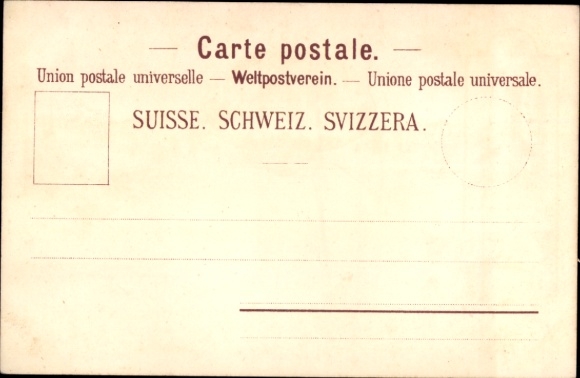 — Carte postale. —
Union postale universelle — Weltpostverein. — Unione postale universale.
SUISSE. SCHWEIZ. SVIZZERA.